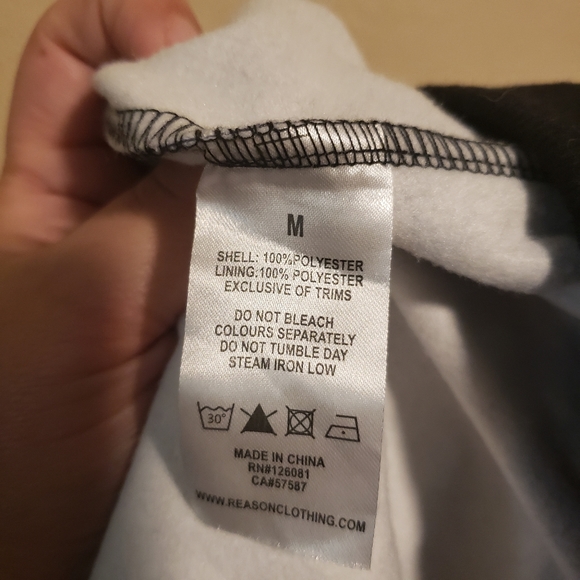 M
SHELL: 100%POLYESTER
LINING:100% POLYESTER
EXCLUSIVE OF TRIMS
DO NOT BLEACH
COLOURS SEPARATELY
DO NOT TUMBLE DAY
STEAM IRON LOW
30°
MADE IN CHINA
RN#126081
CA#57587
WWW.REASONCLOTHING.COM